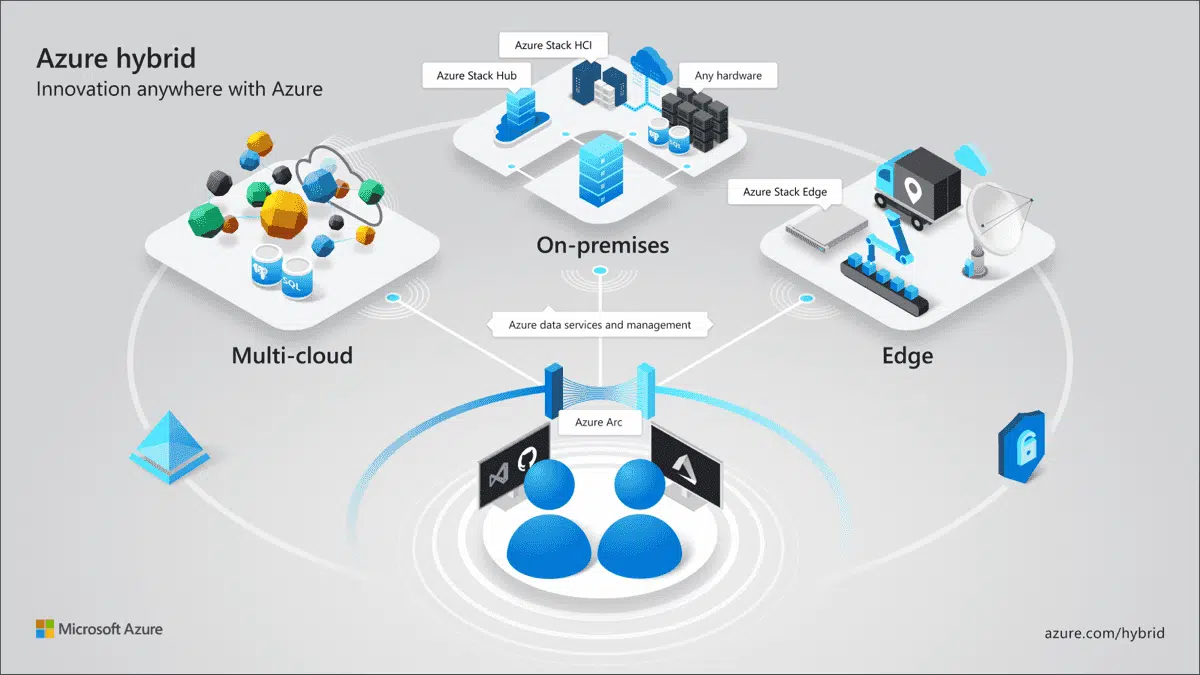 Azure hybrid
Innovation anywhere with Azure
Azure Stack HCI
Azure Stack Hub
Any hardware
Azure Stack Edge
SQL
On-premises
SQL
Azure data services and management
Multi-cloud
Edge
Azure Arc
Microsoft Azure
azure.com/hybrid